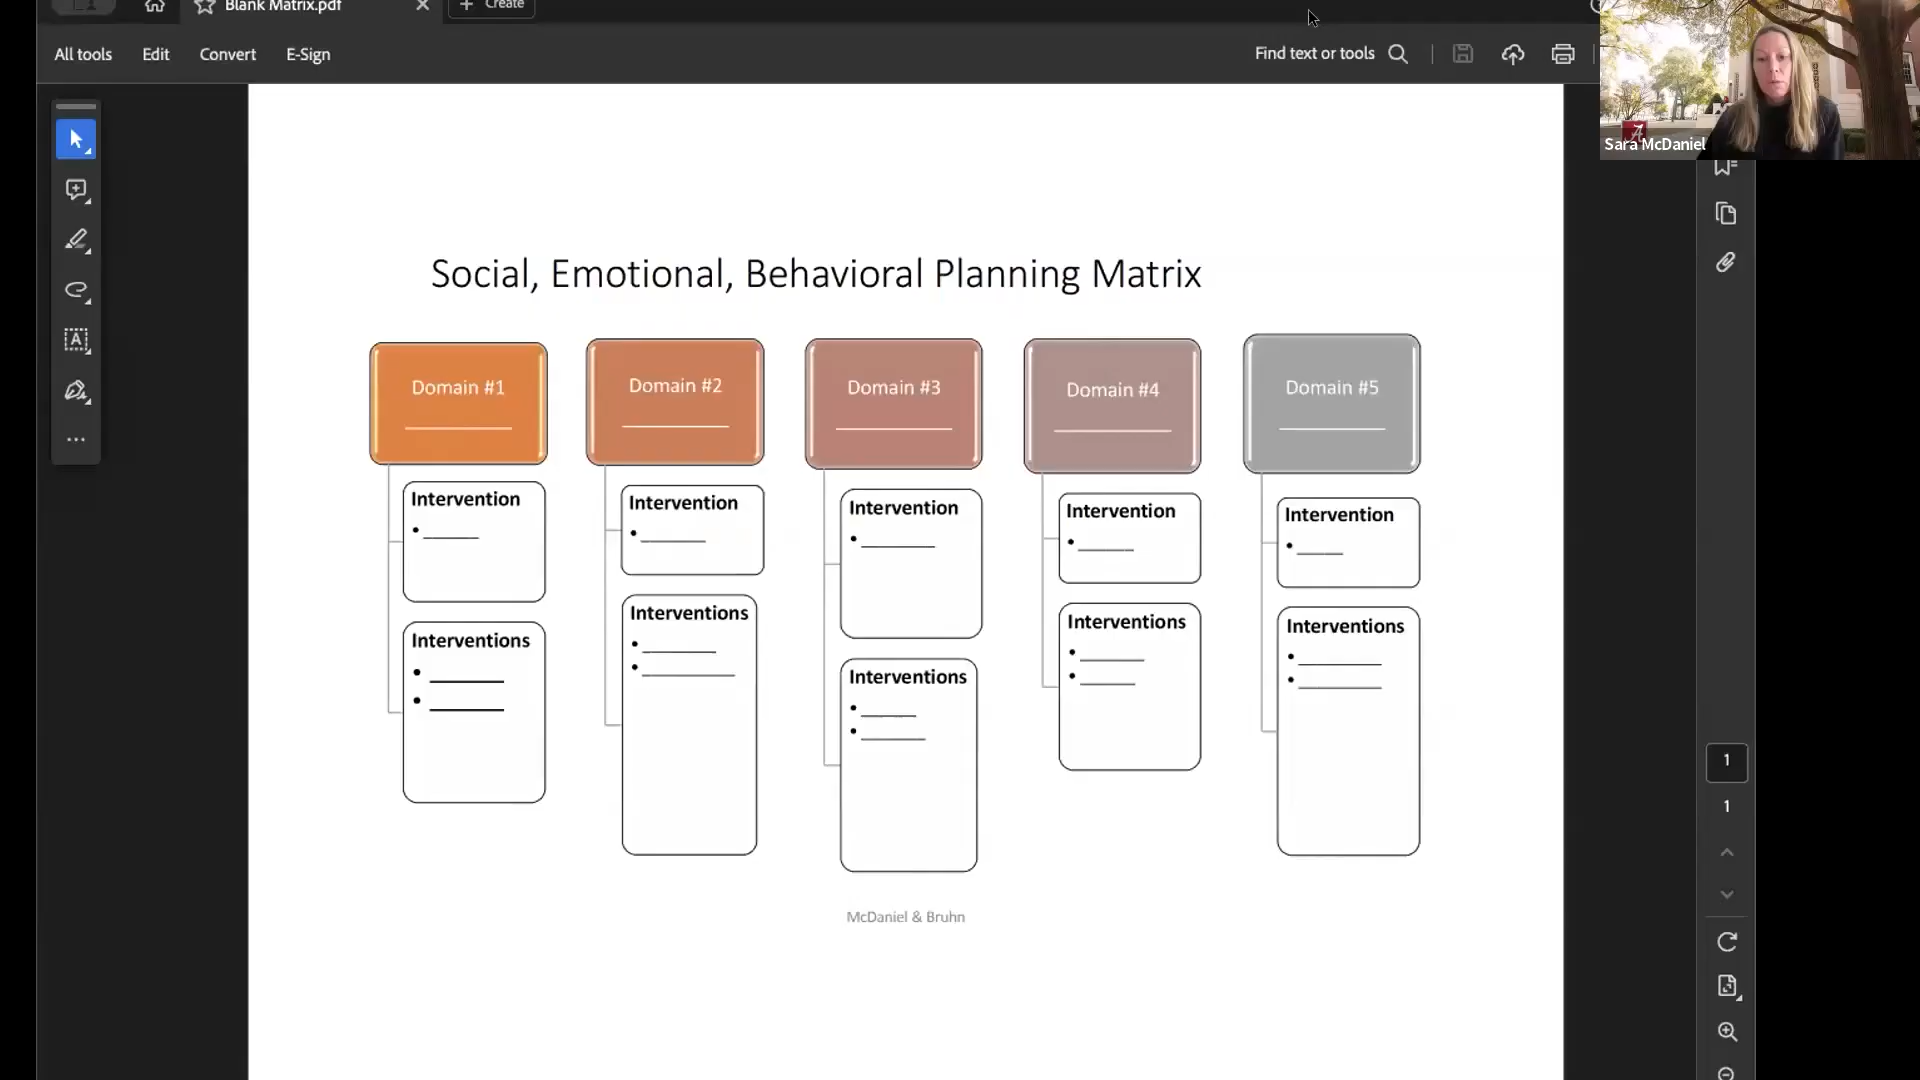 Blank Matrix.pdf
Create
All tools
Edit
Convert
E-Sign
Find text or tools
Sara McDaniel
Social, Emotional, Behavioral Planning Matrix
Domain #1
Domain #2
Domain #3
Domain #4
Domain #5
Intervention
Intervention
Intervention
Intervention
Intervention
Interventions
Interventions
Interventions
Interventions
Interventions
McDaniel & Bruhn
1
1